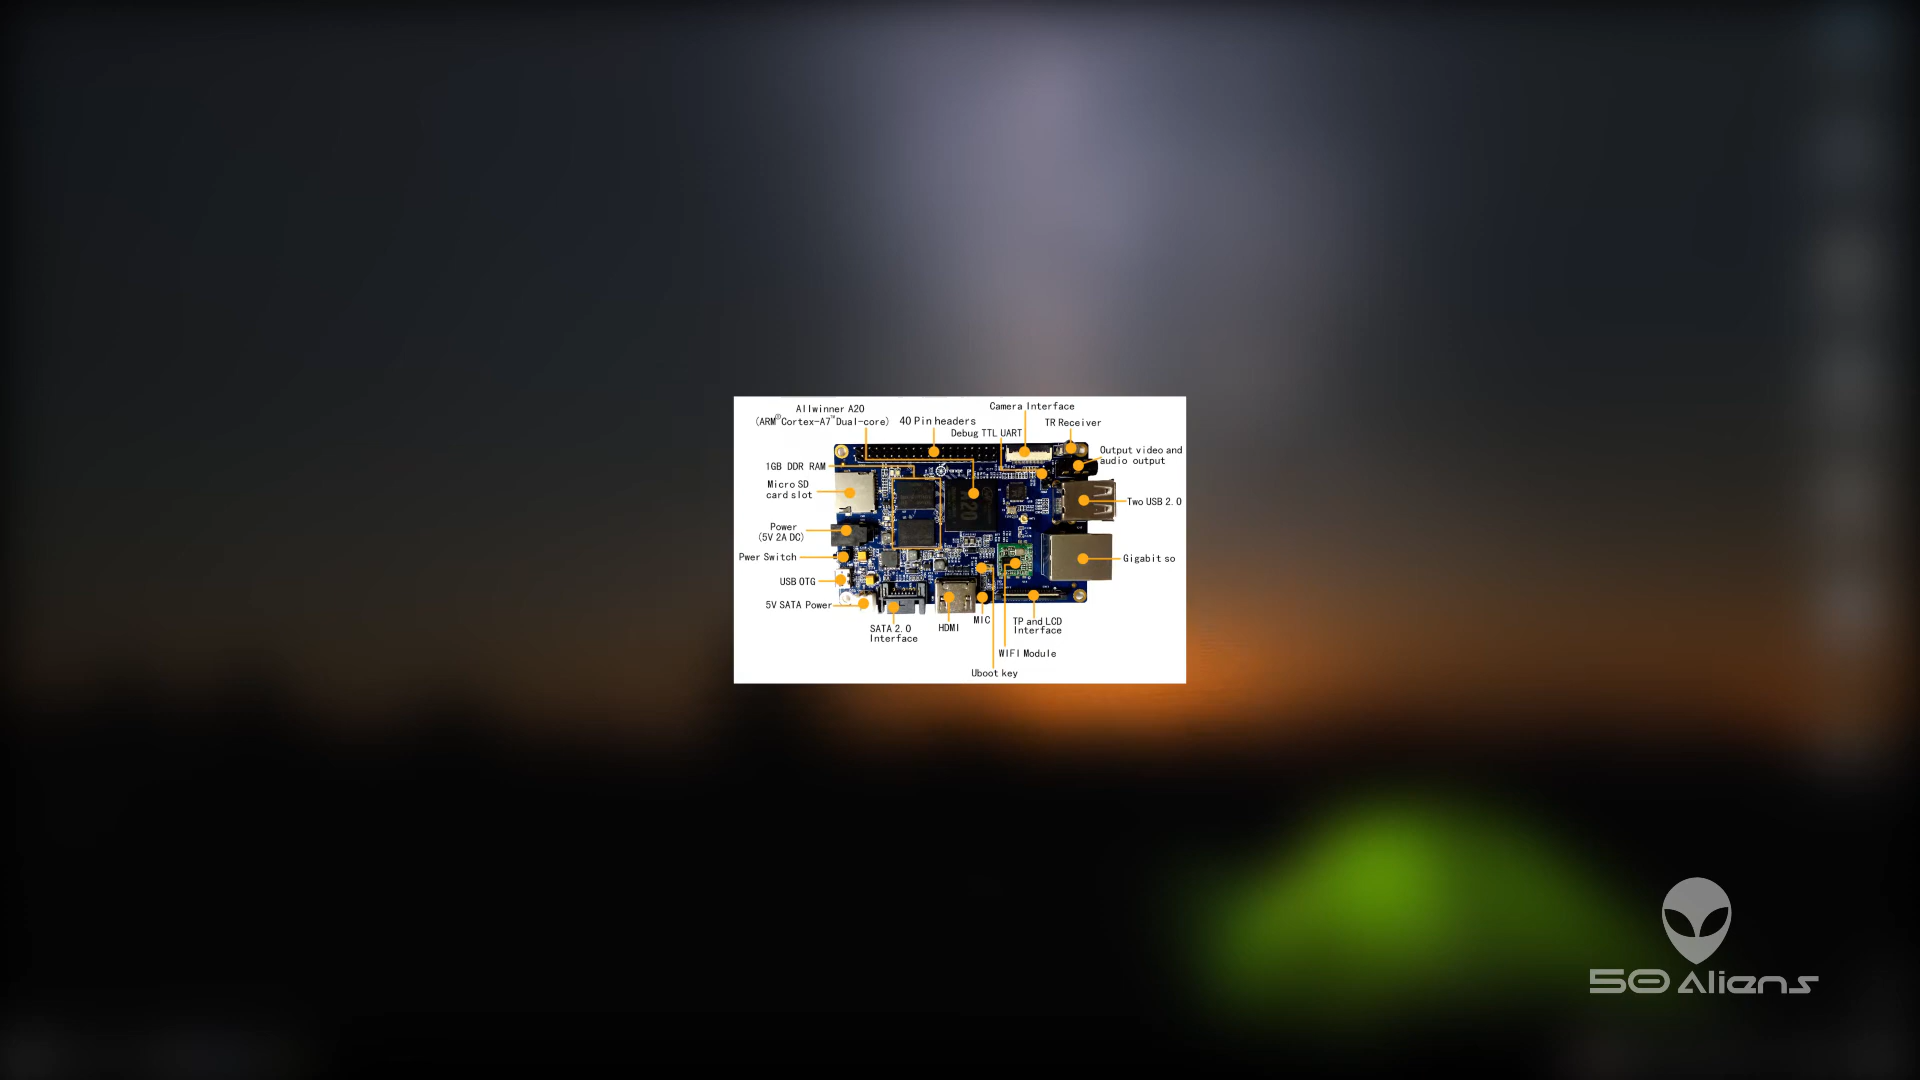 Allwinner A20
(ARM®Cortex-A7™Dual-core)
40 Pin headers
Camera Interface
Debug TTL UART
TR Receiver
Output video and
audio output
1GB DDR RAM
Micro SD
card slot
Two USB 2.0
Power
(5V 2A DC)
Pwer Switch
Gigabit so
USB OTG
5V SATA Power
SATA 2.0
Interface
HDMI
MIC
TP and LCD
Interface
WIFI Module
Uboot key
A20
50 Aliens